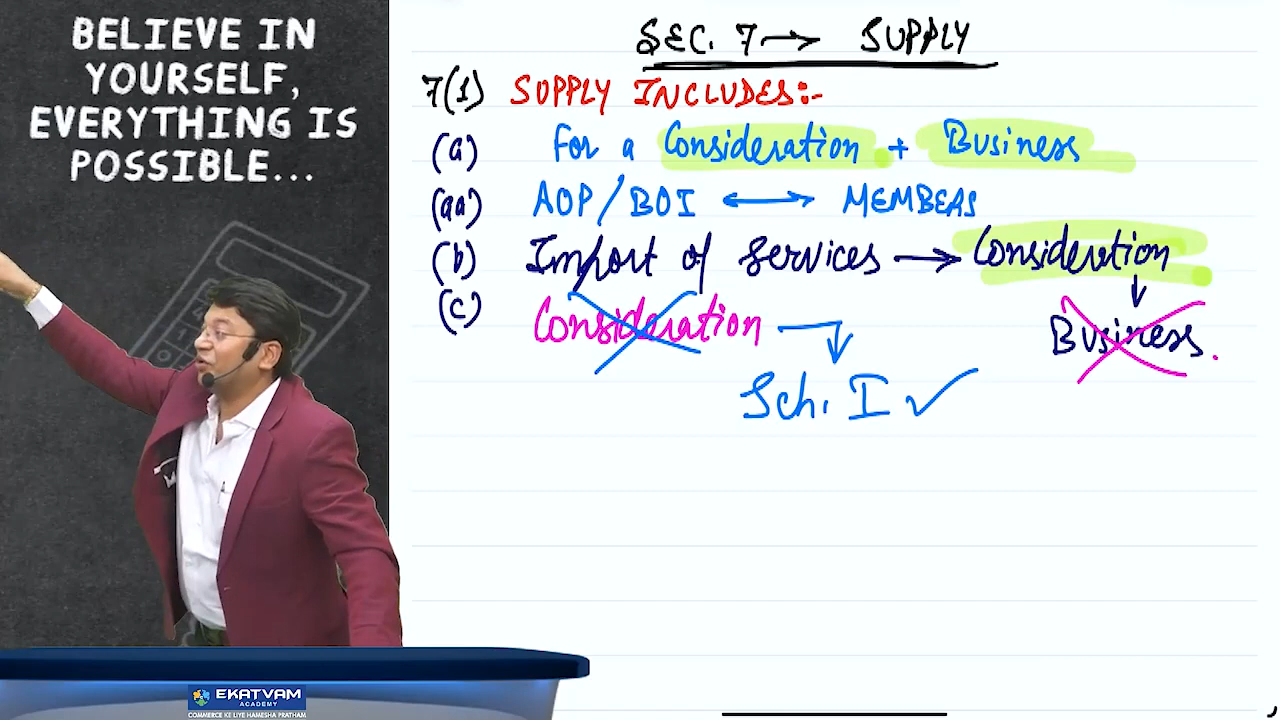 BELIEVE IN
YOURSELF,
EVERYTHING IS
POSSIBLE...
SEC. 7 → SUPPLY
7(1) SUPPLY INCLUDES:-
(a) For a Consideration + Business
(aa) AOP/BOI ↔ MEMBERS
(b) Import of Services → Consideration
↓
Business.
(c) Consideration
Sch. I ✓
EKATVAM
ACADEMY
COMMERCE KE LIYE HAMESHA PRATHAM